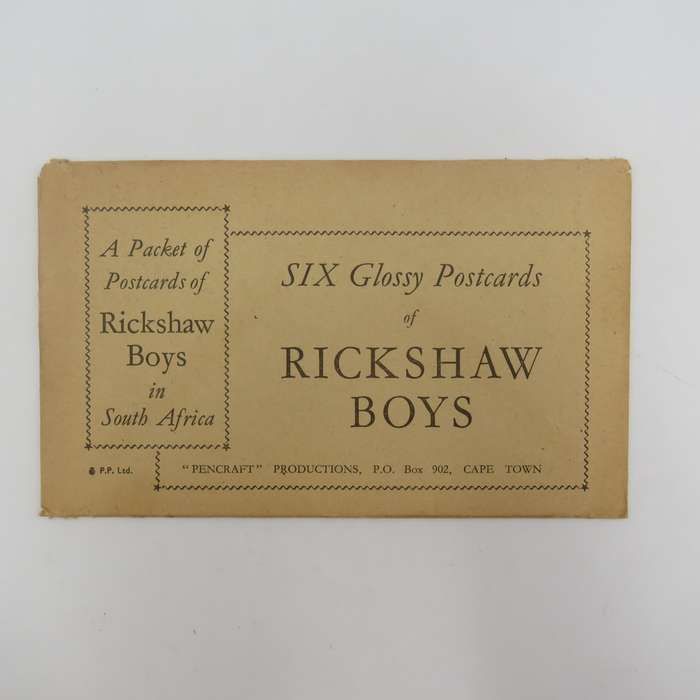 A Packet of
Postcards of
Rickshaw
Boys
in
South Africa
P.P. Ltd.
SIX Glossy Postcards
of
RICKSHAW
BOYS
"PENCRAFT" PRODUCTIONS, P.O. Box 902, CAPE TOWN